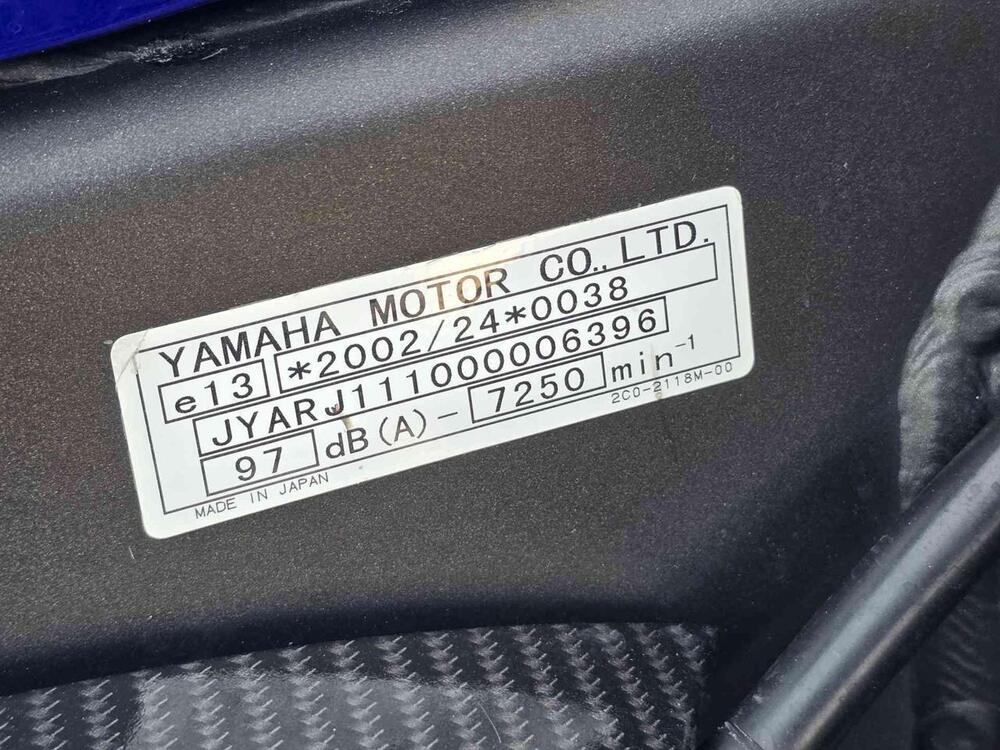 YAMAHA MOTOR CO., LTD.
e13 *2002/24*0038
JYARJ111000006396
97 dB(A)- 7250 min-1
MADE IN JAPAN 2C0-2118M-00